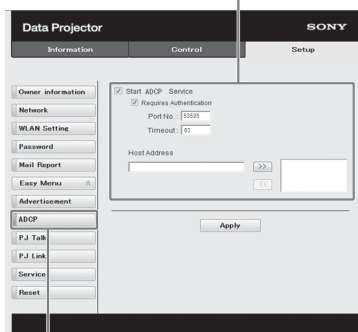 Data Projector
SONY
Information
Control
Setup
Owner information
Network
WLAN Setting
Password
Mail Report
Easy Menu
Advertisement
ADCP
PJ Talk
PJ Link
Service
Reset
Start ADCP Service
Requires Authentication
Port No. : 53595
Timeout : 60
Host Address
>>
<<
Apply